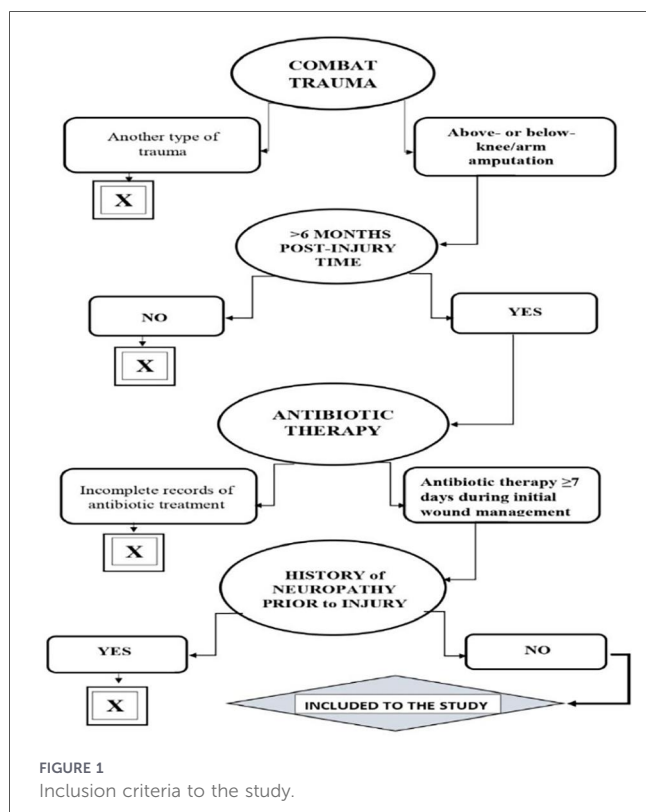 COMBAT
TRAUMA
Another type of
trauma
Above- or below-
knee/arm
amputation
X
>6 MONTHS
POST-INJURY
TIME
NO
YES
X
ANTIBIOTIC
THERAPY
Incomplete records of
antibiotic treatment
Antibiotic therapy ≥7
days during initial
wound management
X
HISTORY of
NEUROPATHY
PRIOR to INJURY
YES
NO
X
INCLUDED TO THE STUDY
FIGURE 1
Inclusion criteria to the study.